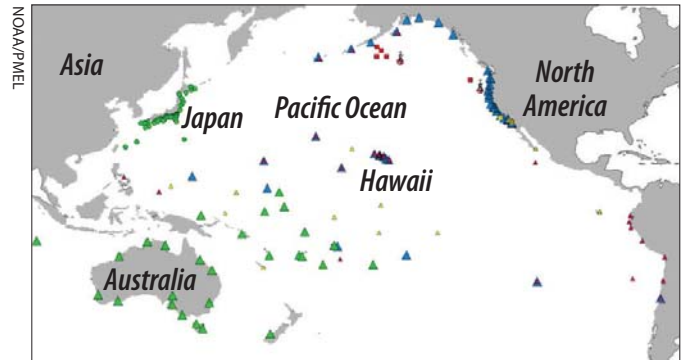 NOAA/PMEL
Asia
Japan
Pacific Ocean
North
America
Hawaii
Australia